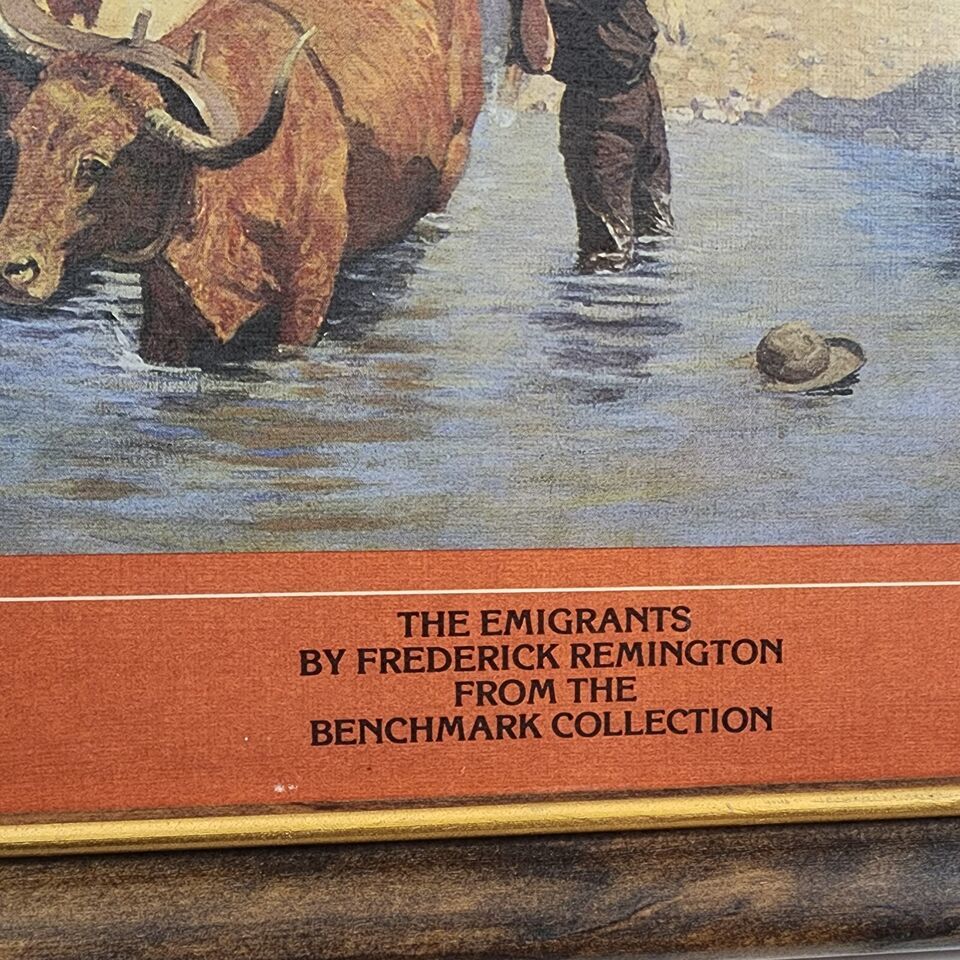 THE EMIGRANTS
BY FREDERICK REMINGTON
FROM THE
BENCHMARK COLLECTION